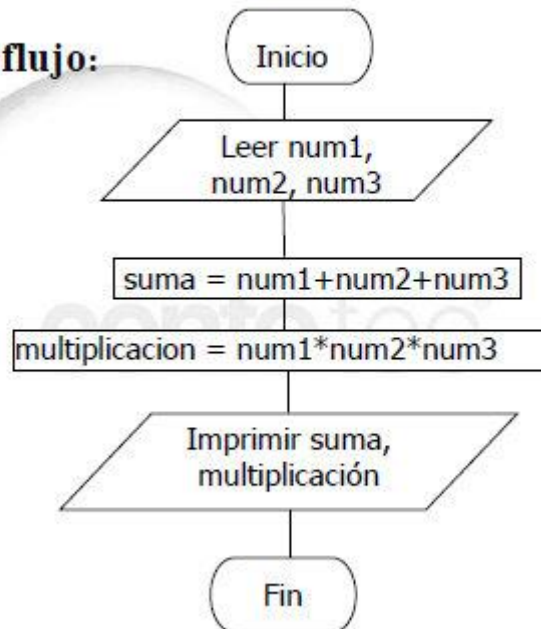 flujo:
Inicio
Leer num1,
num2, num3
suma = num1+num2+num3
multiplicacion = num1*num2*num3
Imprimir suma,
multiplicación
Fin